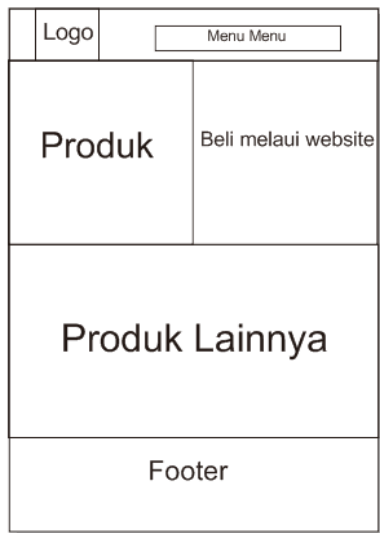 Logo
Menu Menu
Produk
Beli melaui website
Produk Lainnya
Footer